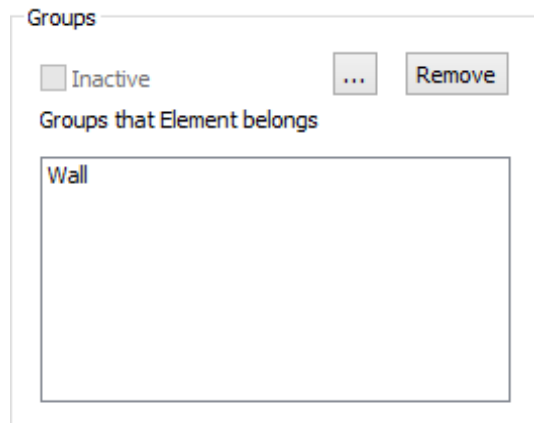 Groups
Inactive
...
Remove
Groups that Element belongs
Wall